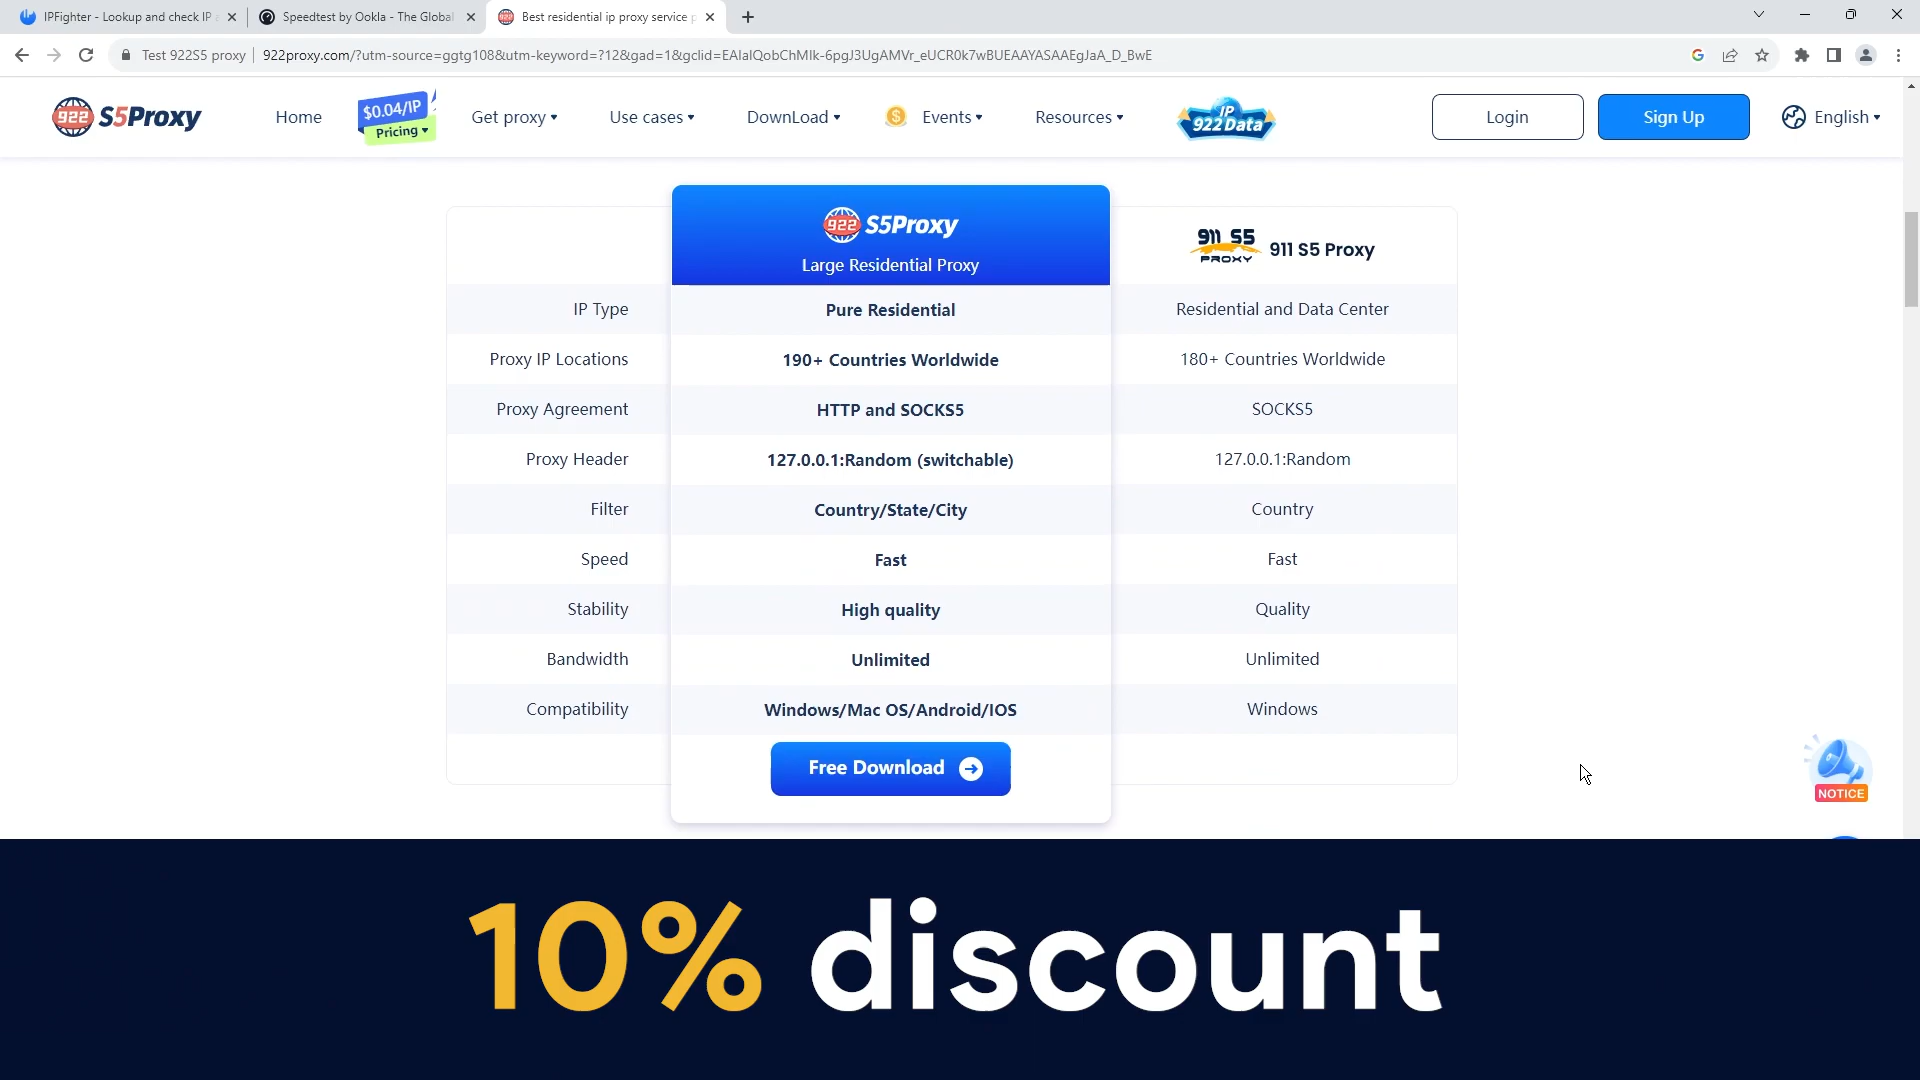 IPFighter - Lookup and check IP
Speedtest by Ookla - The Global
Best residential ip proxy service p
Test 922S5 proxy
922proxy.com/?utm-source=ggtg108&utm-keyword=?12&gad=1&gclid=EAIaIQobChMIk-6pgJ3UgAMVr_eUCR0k7wBUEAAYASAAEgJaA_D_BwE
922 S5Proxy
Home
$0.04/IP
Pricing
Get proxy
Use cases
DownLoad
Events
Resources
IP
922 Data
Login
Sign Up
English
922 S5Proxy
Large Residential Proxy
911 S5
PROXY
911 S5 Proxy
IP Type
Pure Residential
Residential and Data Center
Proxy IP Locations
190+ Countries Worldwide
180+ Countries Worldwide
Proxy Agreement
HTTP and SOCKS5
SOCKS5
Proxy Header
127.0.0.1:Random (switchable)
127.0.0.1:Random
Filter
Country/State/City
Country
Speed
Fast
Fast
Stability
High quality
Quality
Bandwidth
Unlimited
Unlimited
Compatibility
Windows/Mac OS/Android/IOS
Windows
Free Download
NOTICE
10% discount